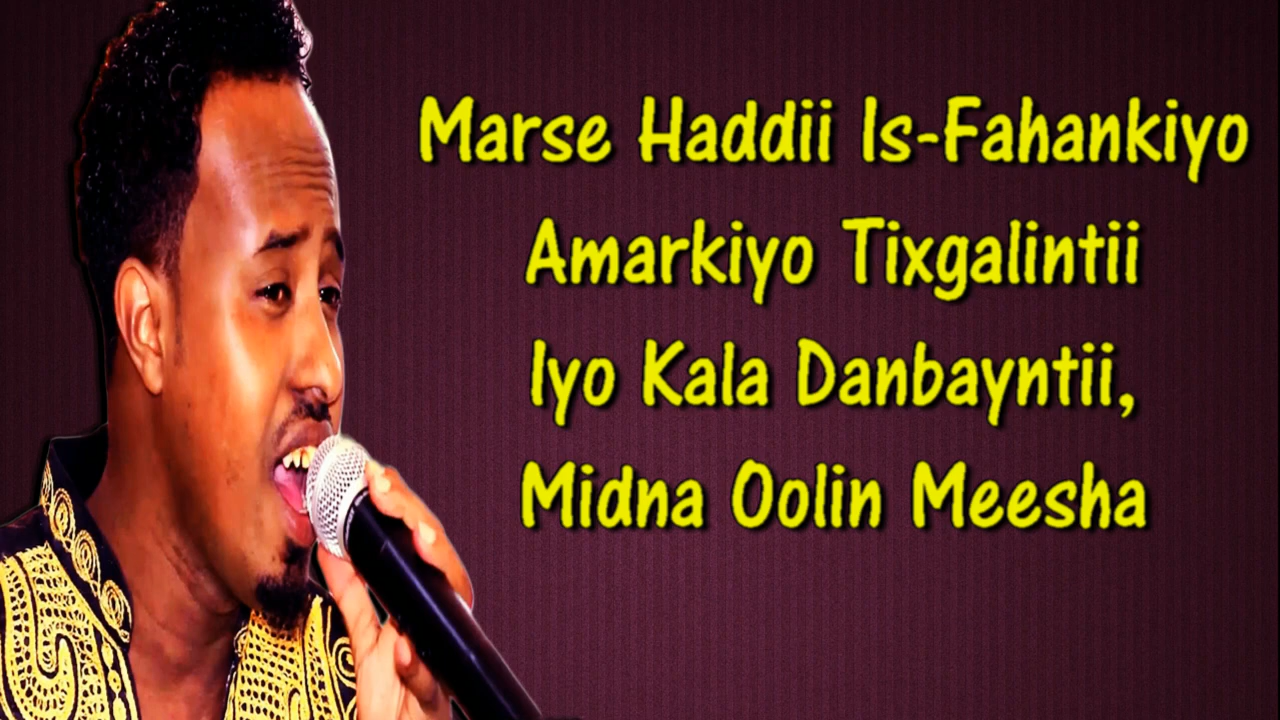 Marse Haddii Is-Fahankiyo
Amarkiyo Tixgalintii
Iyo Kala Danbayntii,
Midna Oolin Meesha